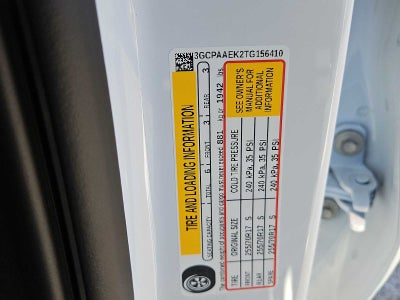 3GCPAAEK2TG156410
TIRE AND LOADING INFORMATION
SEATING CAPACITY TOTAL 6 FRONT 3 REAR 3
The combined weight of occupants and cargo should never exceed 881 kg or 1942 lbs.
TIRE ORIGINAL SIZE COLD TIRE PRESSURE
FRONT 255/70R17 S 240 kPa, 35 PSI
REAR 255/70R17 S 240 kPa, 35 PSI
SPARE 255/70R17 S 240 kPa, 35 PSI
SEE OWNER'S
MANUAL FOR
ADDITIONAL
INFORMATION